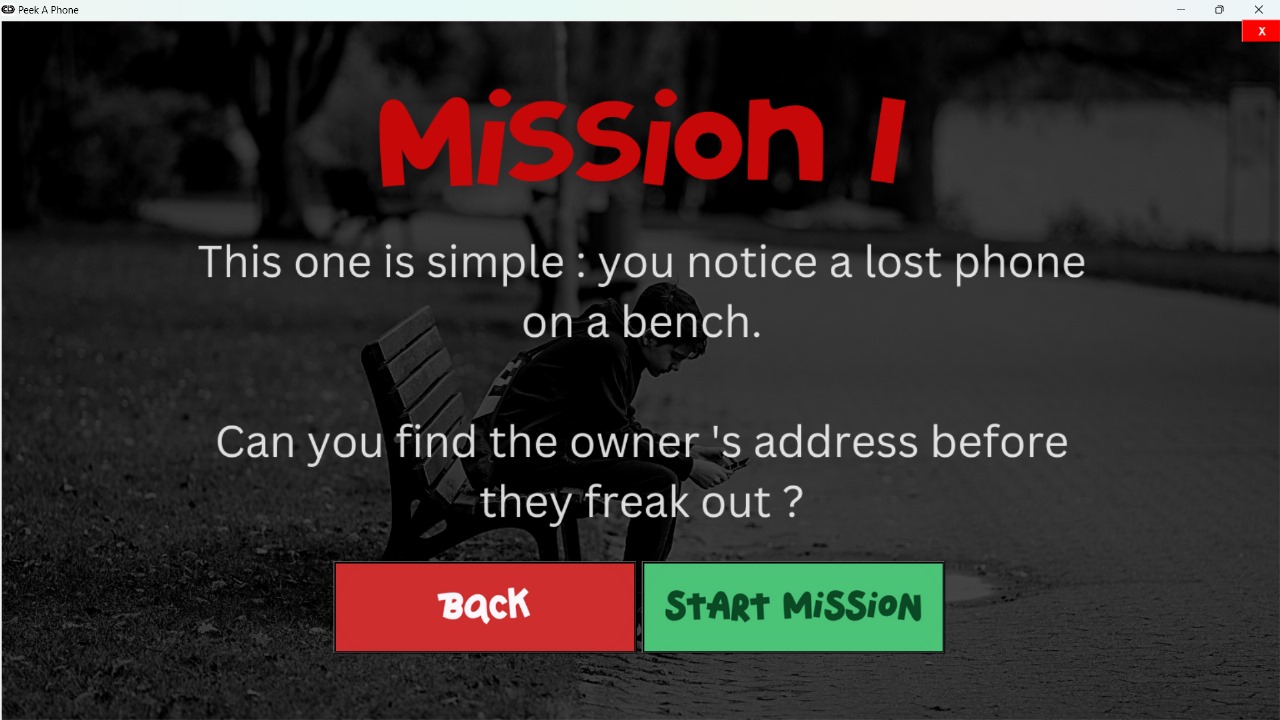 Peek A Phone
X
Mission 1
This one is simple : you notice a lost phone
on a bench.
Can you find the owner 's address before
they freak out ?
BACK
START MISSION